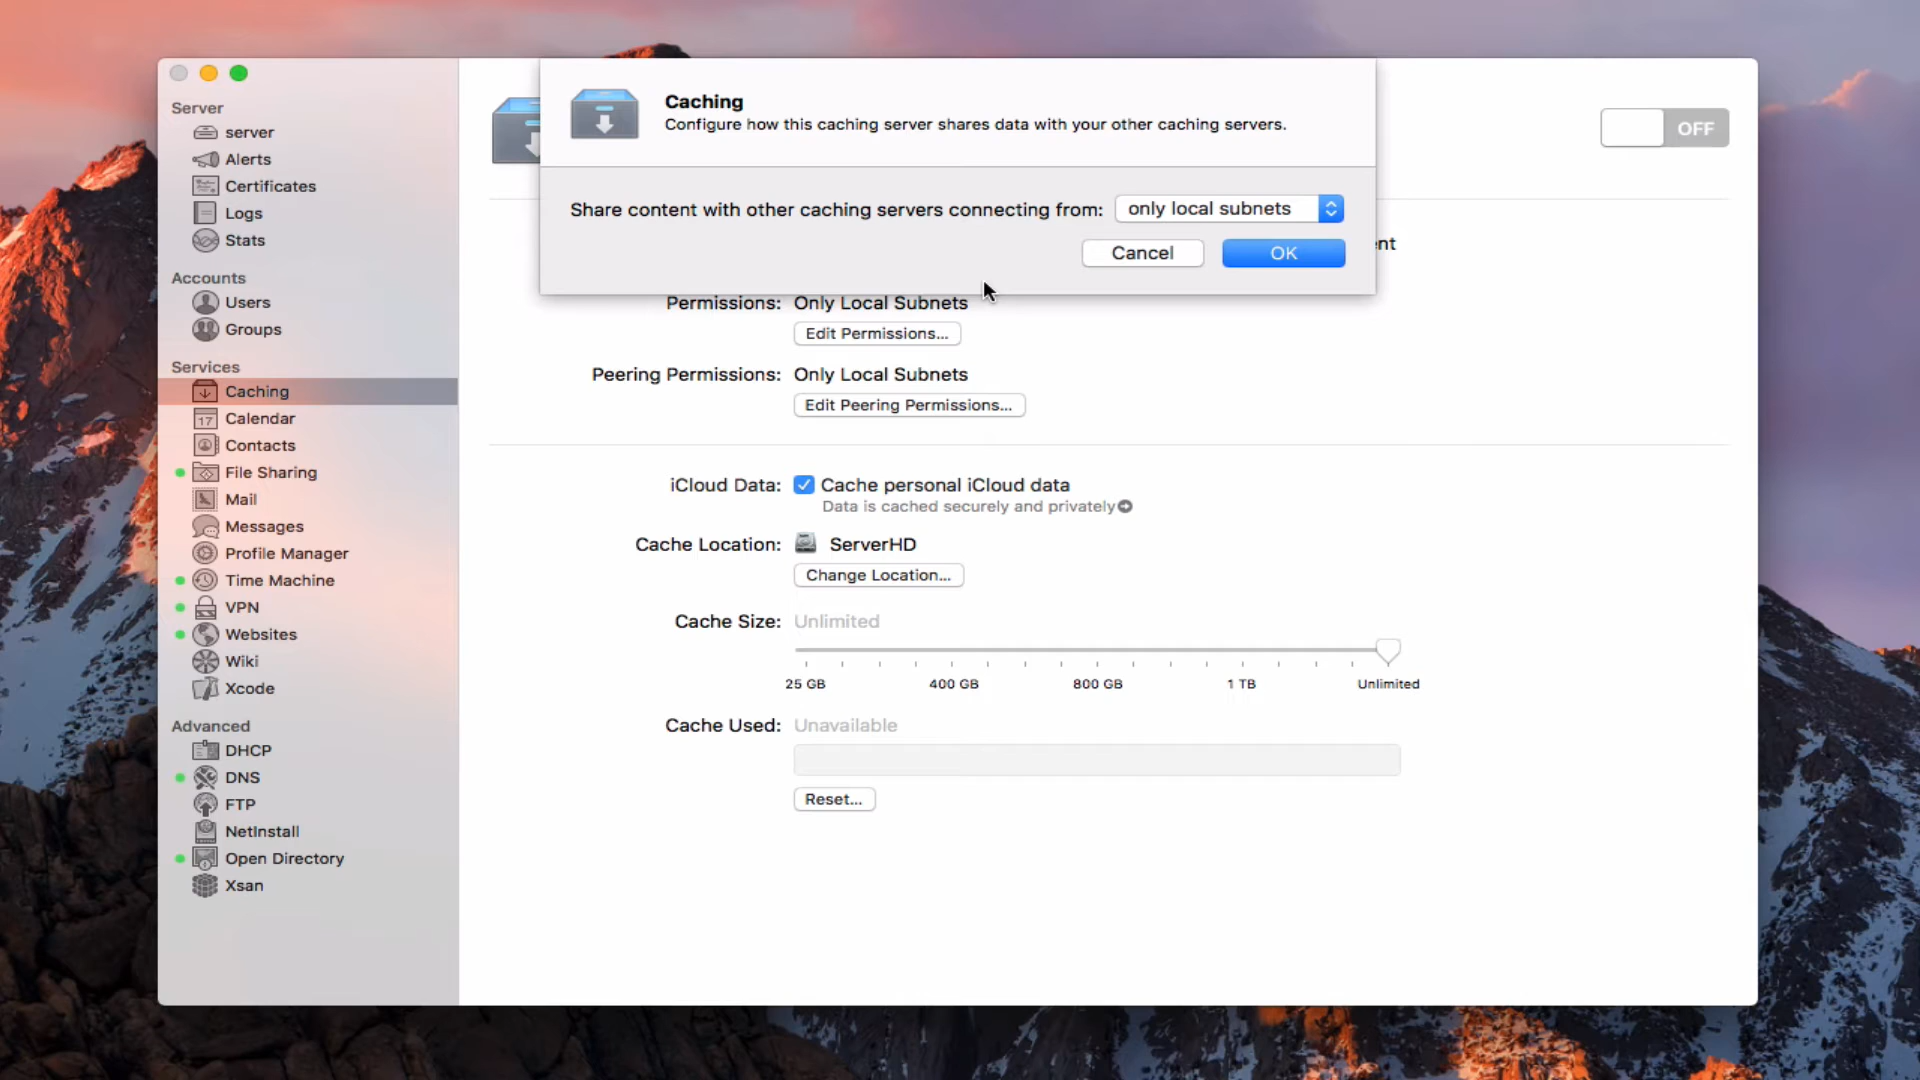 Server
server
Alerts
Certificates
Logs
Stats
Accounts
Users
Groups
Services
Caching
17 Calendar
Contacts
File Sharing
Mail
Messages
Profile Manager
Time Machine
VPN
Websites
Wiki
Xcode
Advanced
DHCP
DNS
FTP
NetInstall
Open Directory
Xsan
Caching
Configure how this caching server shares data with your other caching servers.
OFF
Share content with other caching servers connecting from: only local subnets
Cancel OK
Permissions: Only Local Subnets
Edit Permissions...
Peering Permissions: Only Local Subnets
Edit Peering Permissions...
iCloud Data: Cache personal iCloud data
Data is cached securely and privately
Cache Location: ServerHD
Change Location...
Cache Size: Unlimited
25 GB 400 GB 800 GB 1 TB Unlimited
Cache Used: Unavailable
Reset...